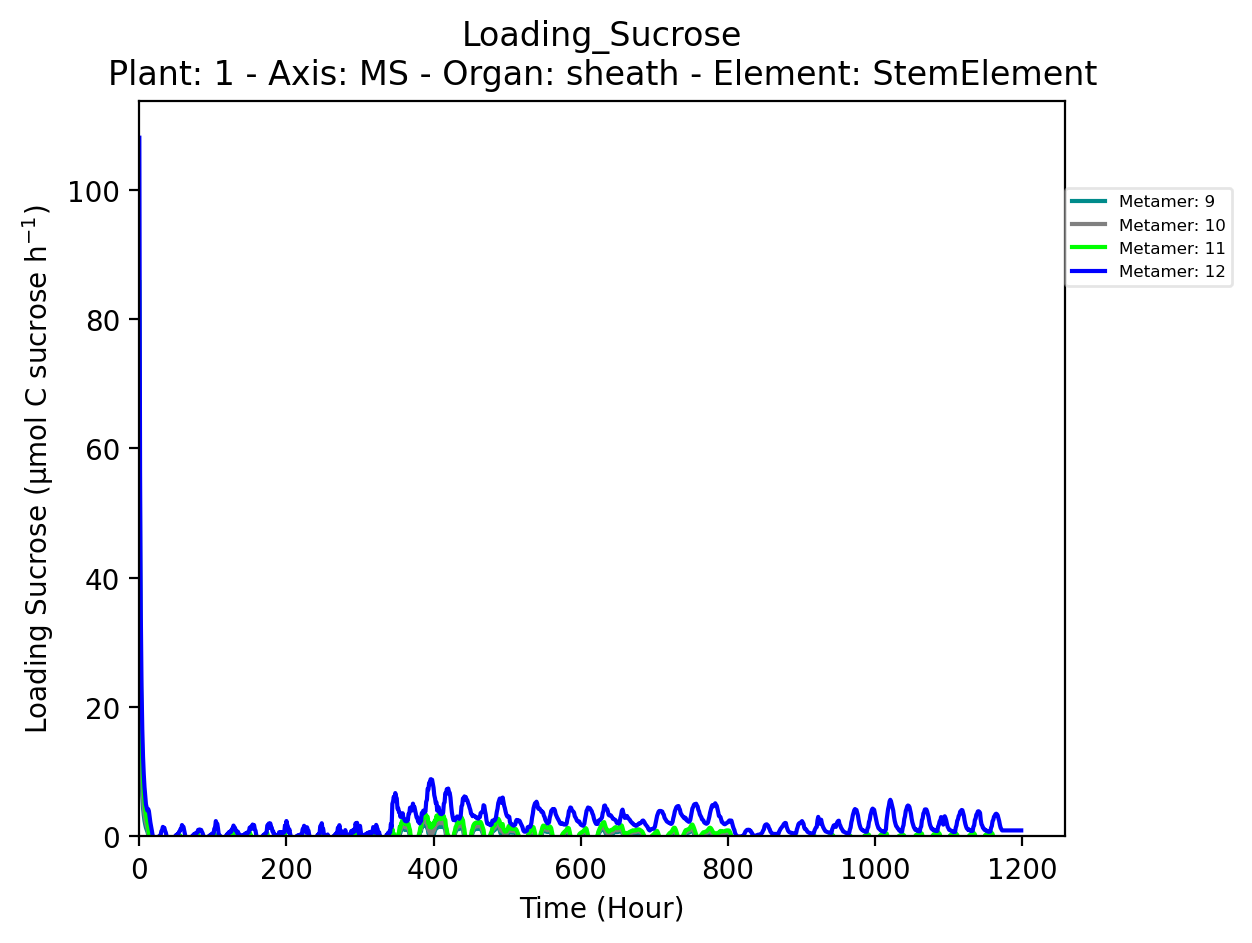 Loading_Sucrose
Plant: 1 - Axis: MS - Organ: sheath - Element: StemElement
Loading Sucrose (µmol C sucrose h⁻¹)
100
80
60
40
20
0
0 200 400 600 800 1000 1200
Time (Hour)
Metamer: 9
Metamer: 10
Metamer: 11
Metamer: 12